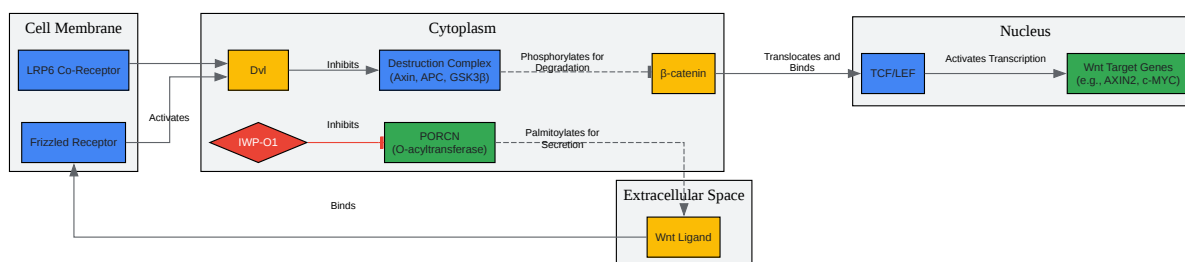 Cell Membrane
LRP6 Co-Receptor
Frizzled Receptor
Activates
Cytoplasm
Dvl
Inhibits
Destruction Complex
(Axin, APC, GSK3β)
Phosphorylates for
Degradation
β-catenin
IWP-O1
Inhibits
PORCN
(O-acyltransferase)
Palmitoylates for
Secretion
Translocates and
Binds
Nucleus
TCF/LEF
Activates Transcription
Wnt Target Genes
(e.g., AXIN2, c-MYC)
Extracellular Space
Wnt Ligand
Binds